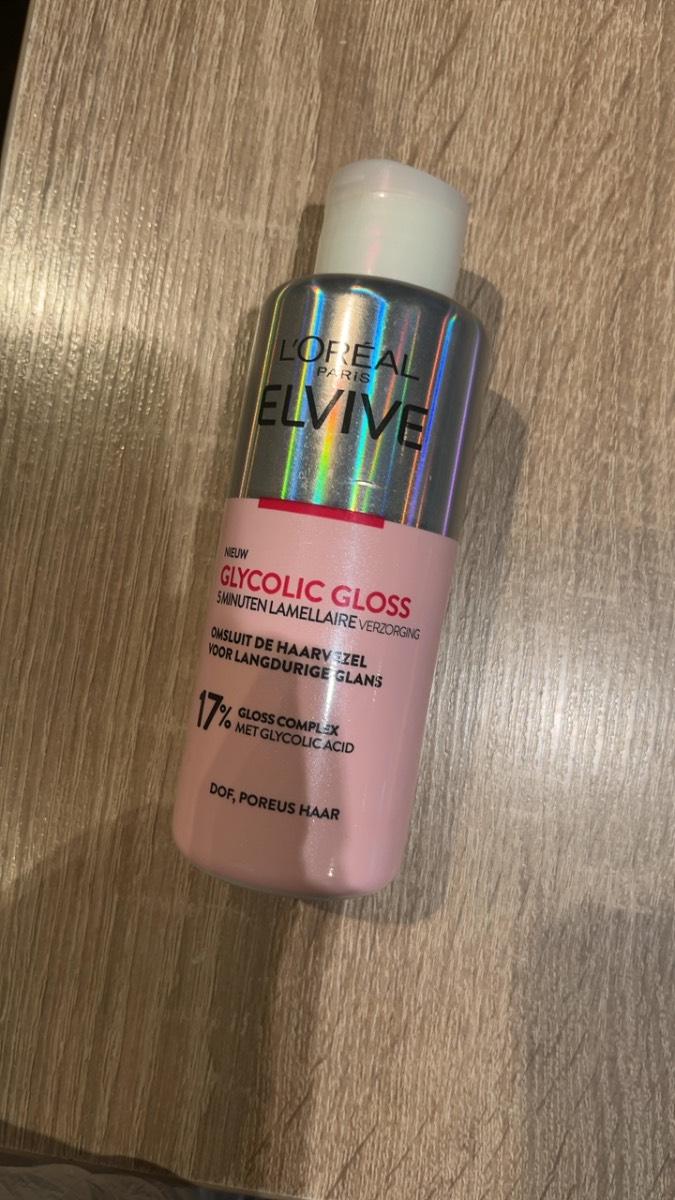 L'ORÉAL
PARIS
ELVIVE
NIEUW
GLYCOLIC GLOSS
5 MINUTEN LAMELLAIRE VERZORGING
OMSLUIT DE HAARVEZEL
VOOR LANGDURIGE GLANS
17% GLOSS COMPLEX
MET GLYCOLIC ACID
DOF, POREUS HAAR